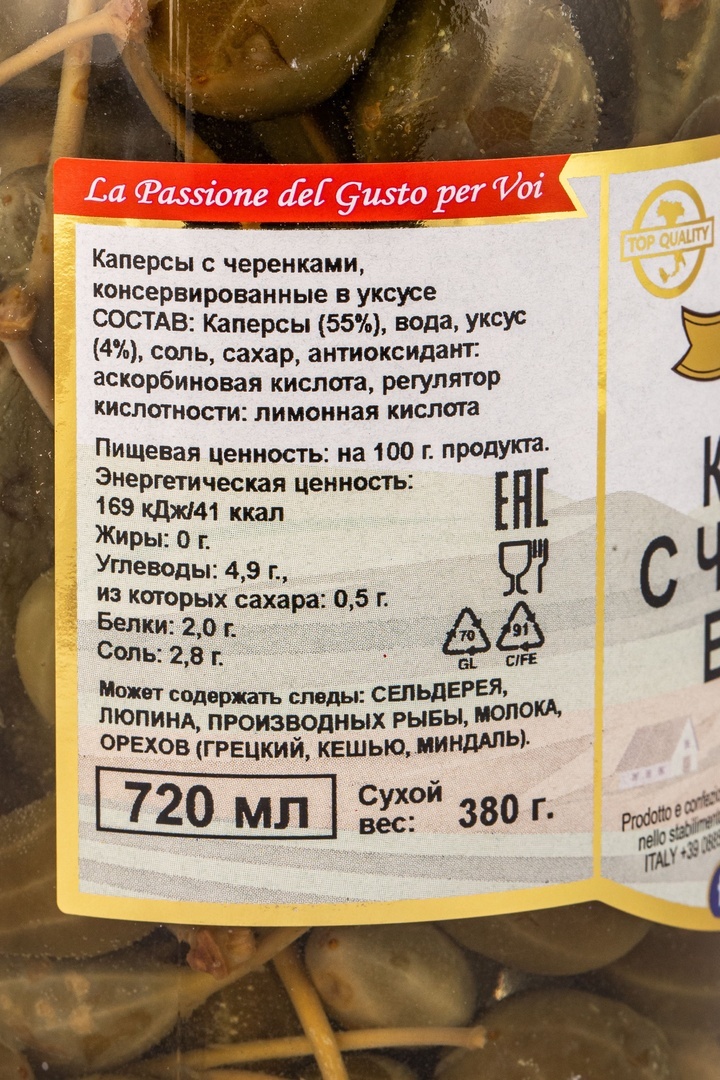 La Passione del Gusto per Voi
Каперсы с черенками,
консервированные в уксусе
СОСТАВ: Каперсы (55%), вода, уксус
(4%), соль, сахар, антиоксидант:
аскорбиновая кислота, регулятор
кислотности: лимонная кислота
Пищевая ценность: на 100 г. продукта.
Энергетическая ценность:
169 кДж/41 ккал
Жиры: 0 г.
Углеводы: 4,9 г.,
из которых сахара: 0,5 г.
Белки: 2,0 г.
Соль: 2,8 г.
EAC
70
GL
91
C/FE
Может содержать следы: СЕЛЬДЕРЕЯ,
ЛЮПИНА, ПРОИЗВОДНЫХ РЫБЫ, МОЛОКА,
ОРЕХОВ (ГРЕЦКИЙ, КЕШЬЮ, МИНДАЛЬ).
720 мл
Сухой
вес:
380 г.
TOP QUALITY
С
Prodotto e
nello
ITALY +39